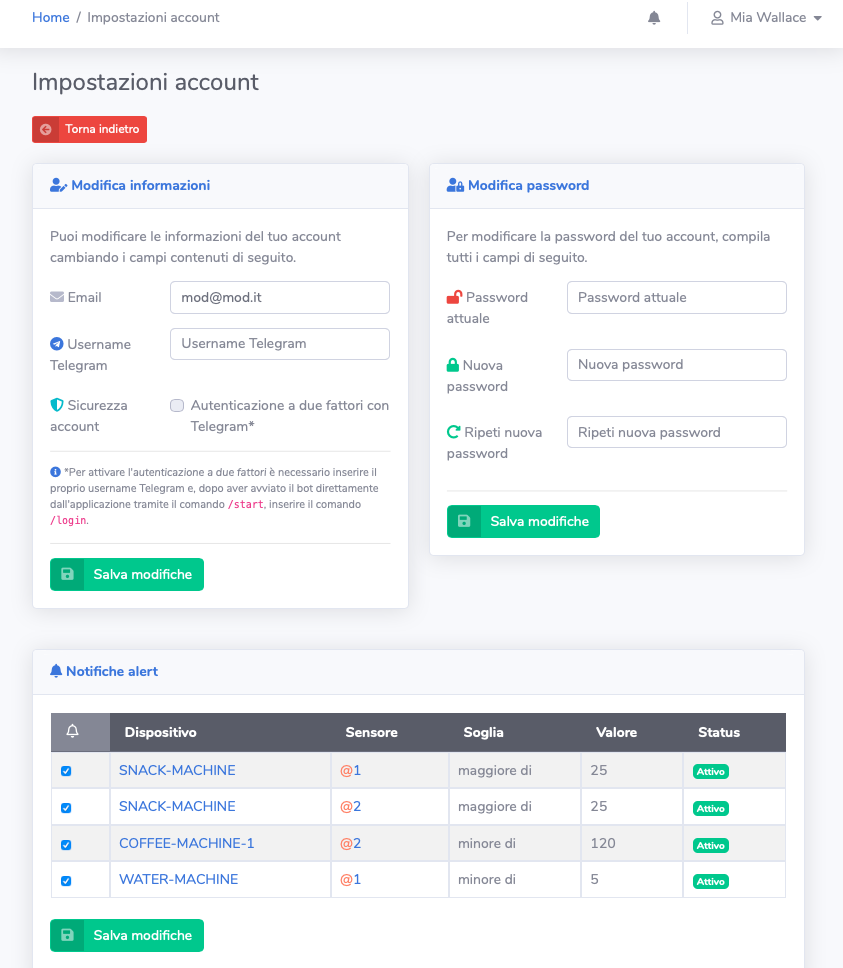 Home / Impostazioni account
Mia Wallace
Impostazioni account
Torna indietro
Modifica informazioni
Puoi modificare le informazioni del tuo account
cambiando i campi contenuti di seguito.
Email
mod@mod.it
Username
Telegram
Username Telegram
Sicurezza
account
Autenticazione a due fattori con
Telegram*
*Per attivare l'autenticazione a due fattori è necessario inserire il
proprio username Telegram e, dopo aver avviato il bot direttamente
dall'applicazione tramite il comando /start, inserire il comando
/login.
Salva modifiche
Modifica password
Per modificare la password del tuo account, compila
tutti i campi di seguito.
Password
attuale
Password attuale
Nuova
password
Nuova password
Ripeti nuova
password
Ripeti nuova password
Salva modifiche
Notifiche alert
Dispositivo Sensore Soglia Valore Status
SNACK-MACHINE @1 maggiore di 25 Attivo
SNACK-MACHINE @2 maggiore di 25 Attivo
COFFEE-MACHINE-1 @2 minore di 120 Attivo
WATER-MACHINE @1 minore di 5 Attivo
Salva modifiche